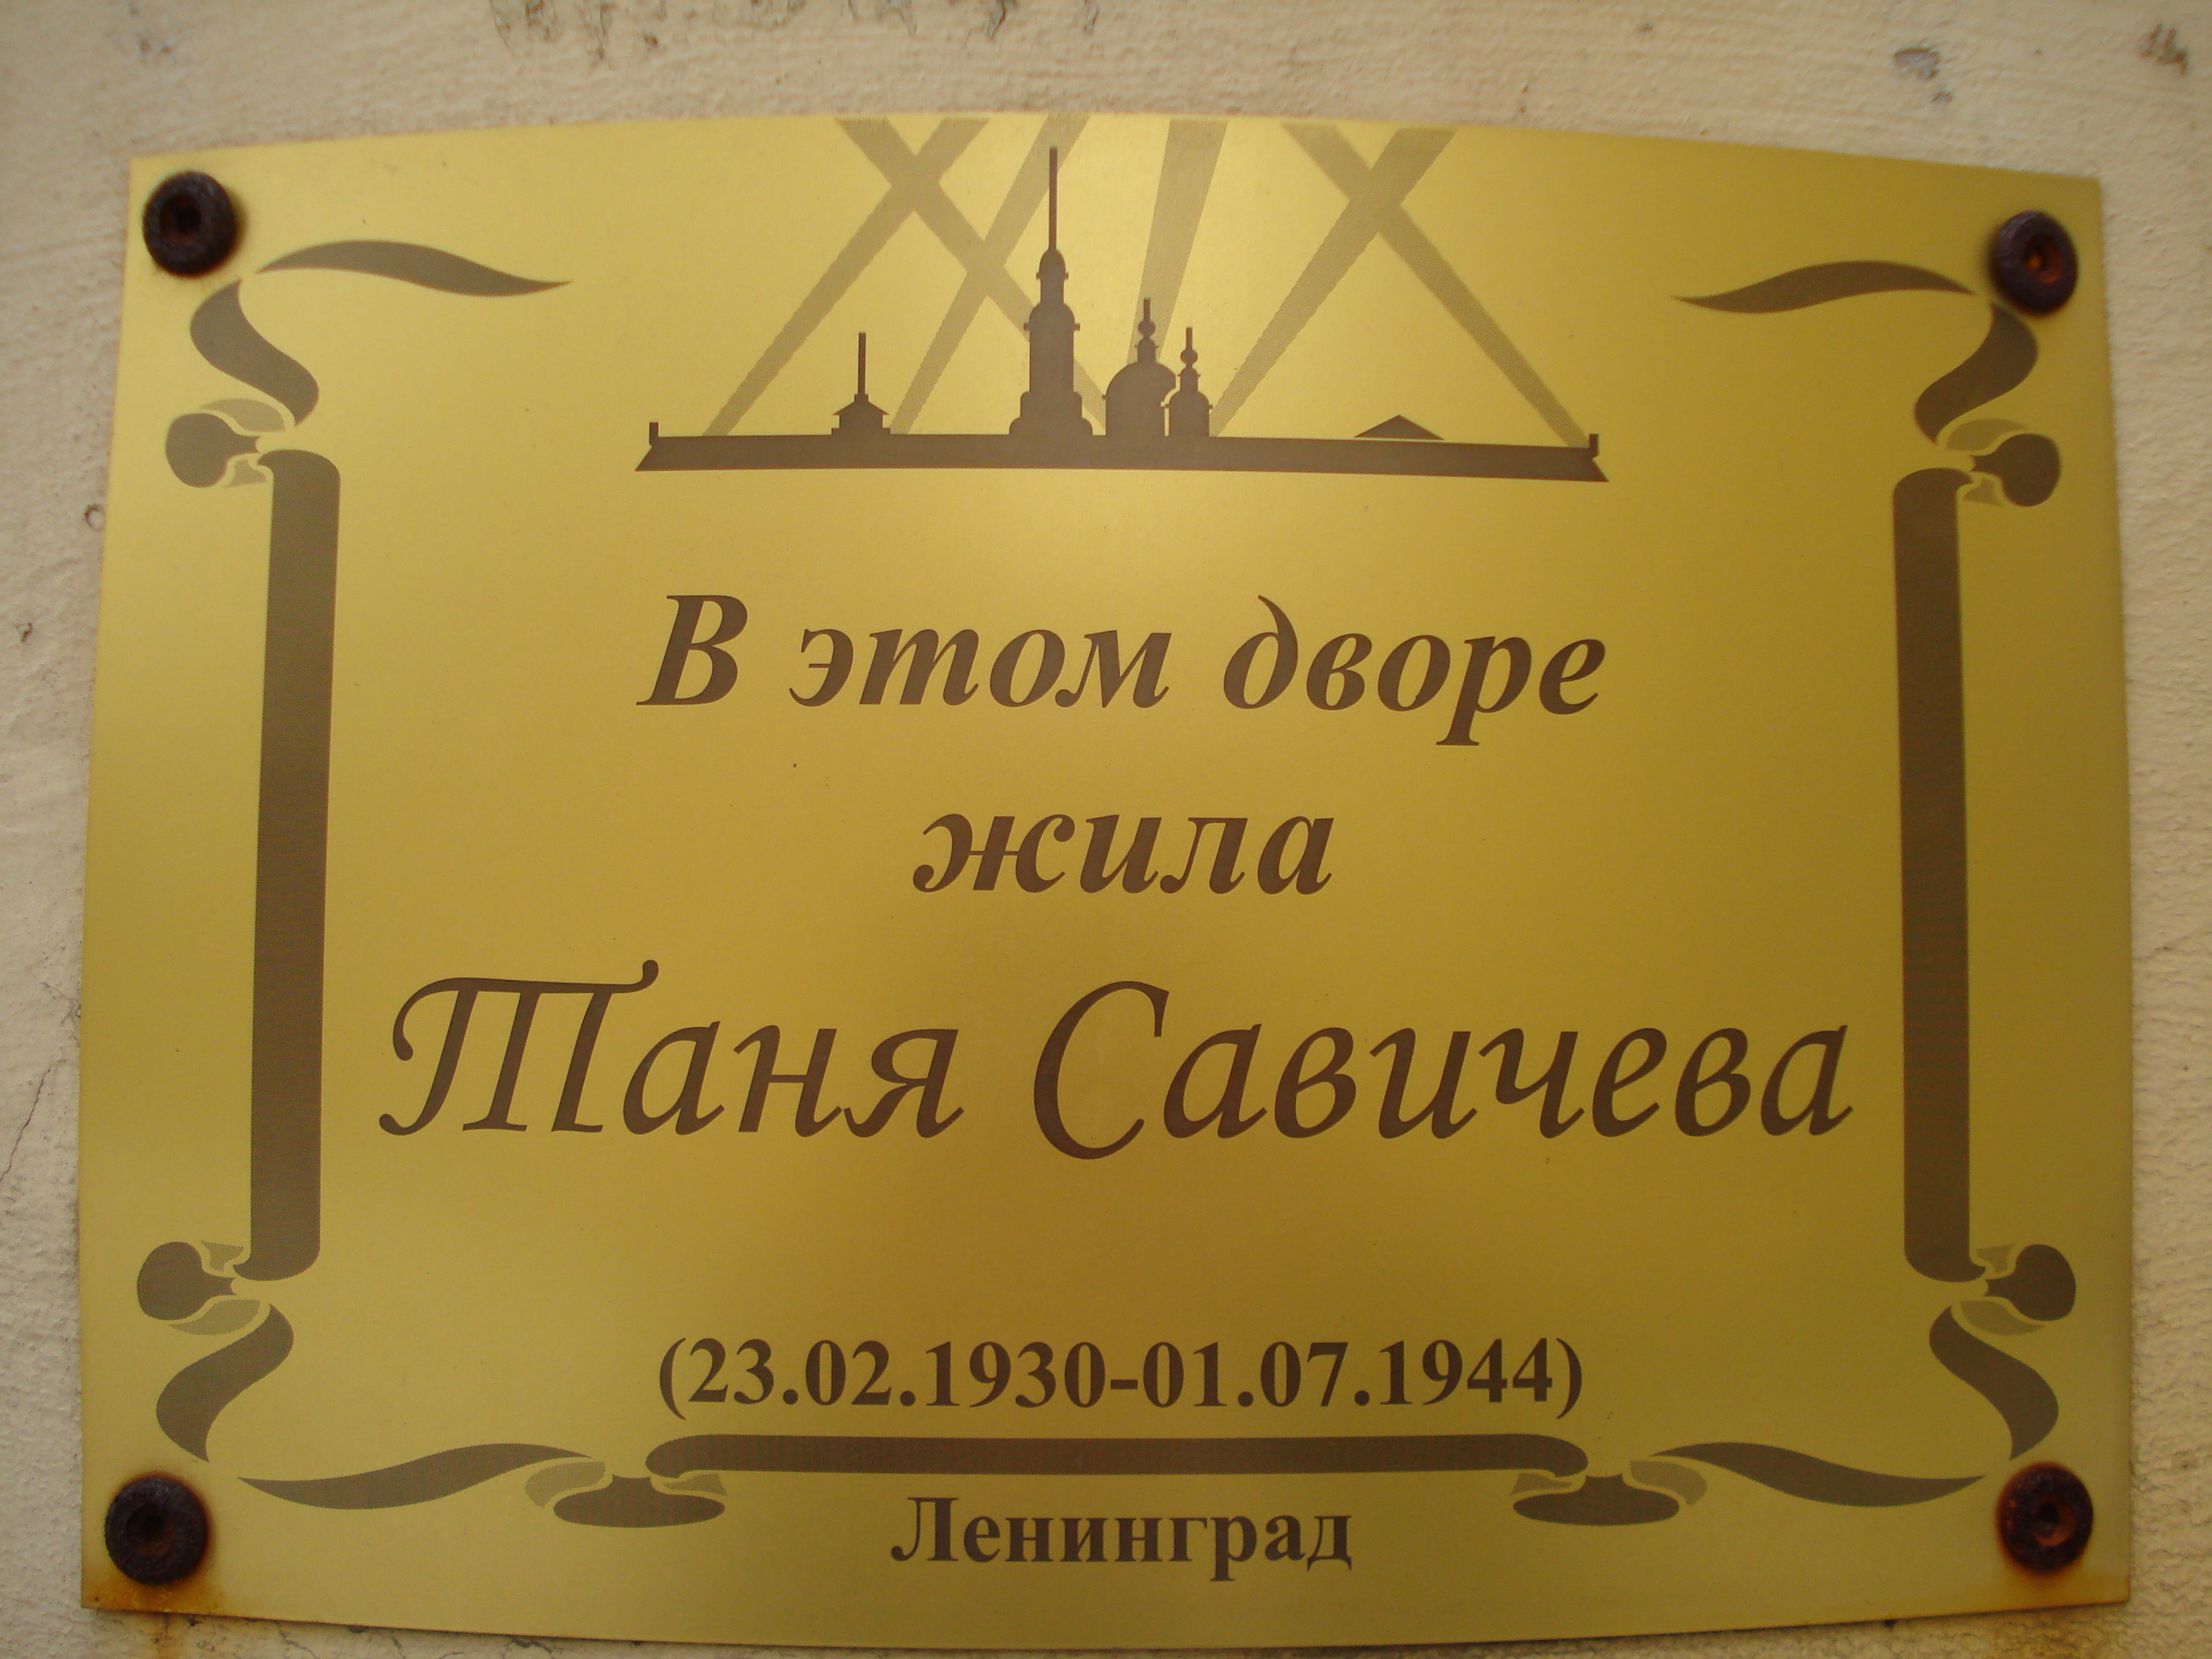 В этом дворе
жила
Таня Савичева
(23.02.1930-01.07.1944)
Ленинград